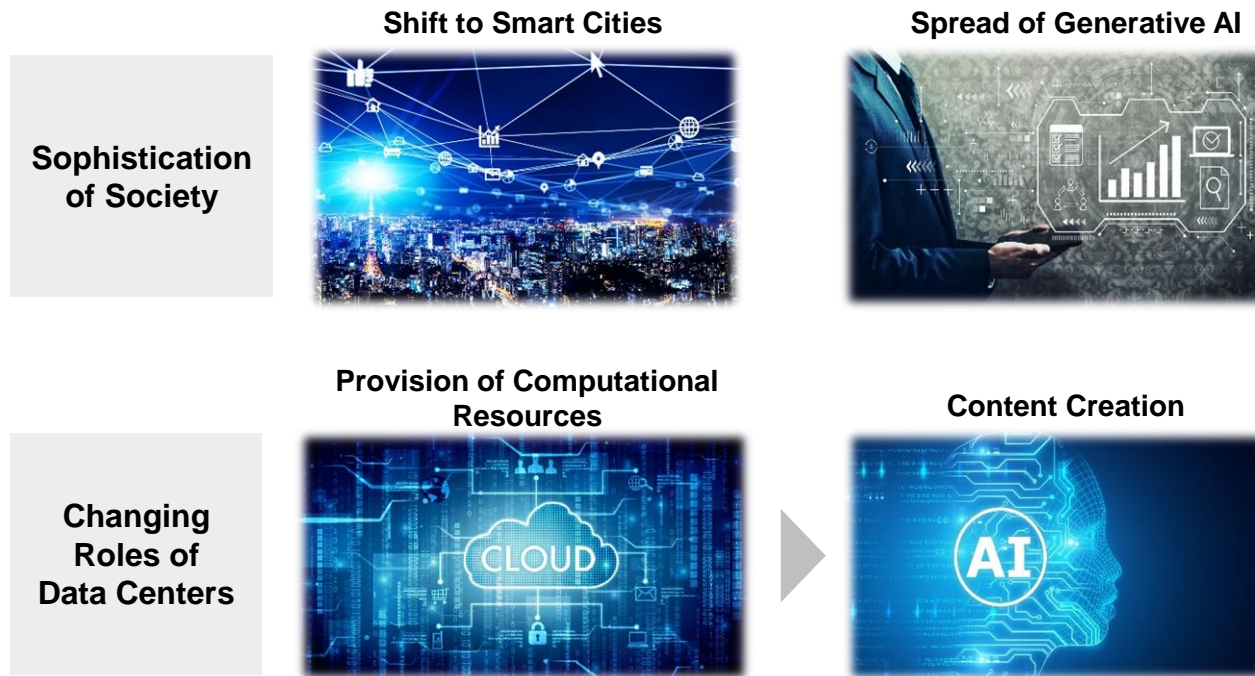 Shift to Smart Cities
Spread of Generative AI
Sophistication
of Society
Provision of Computational
Resources
Content Creation
Changing
Roles of
Data Centers
CLOUD
AI